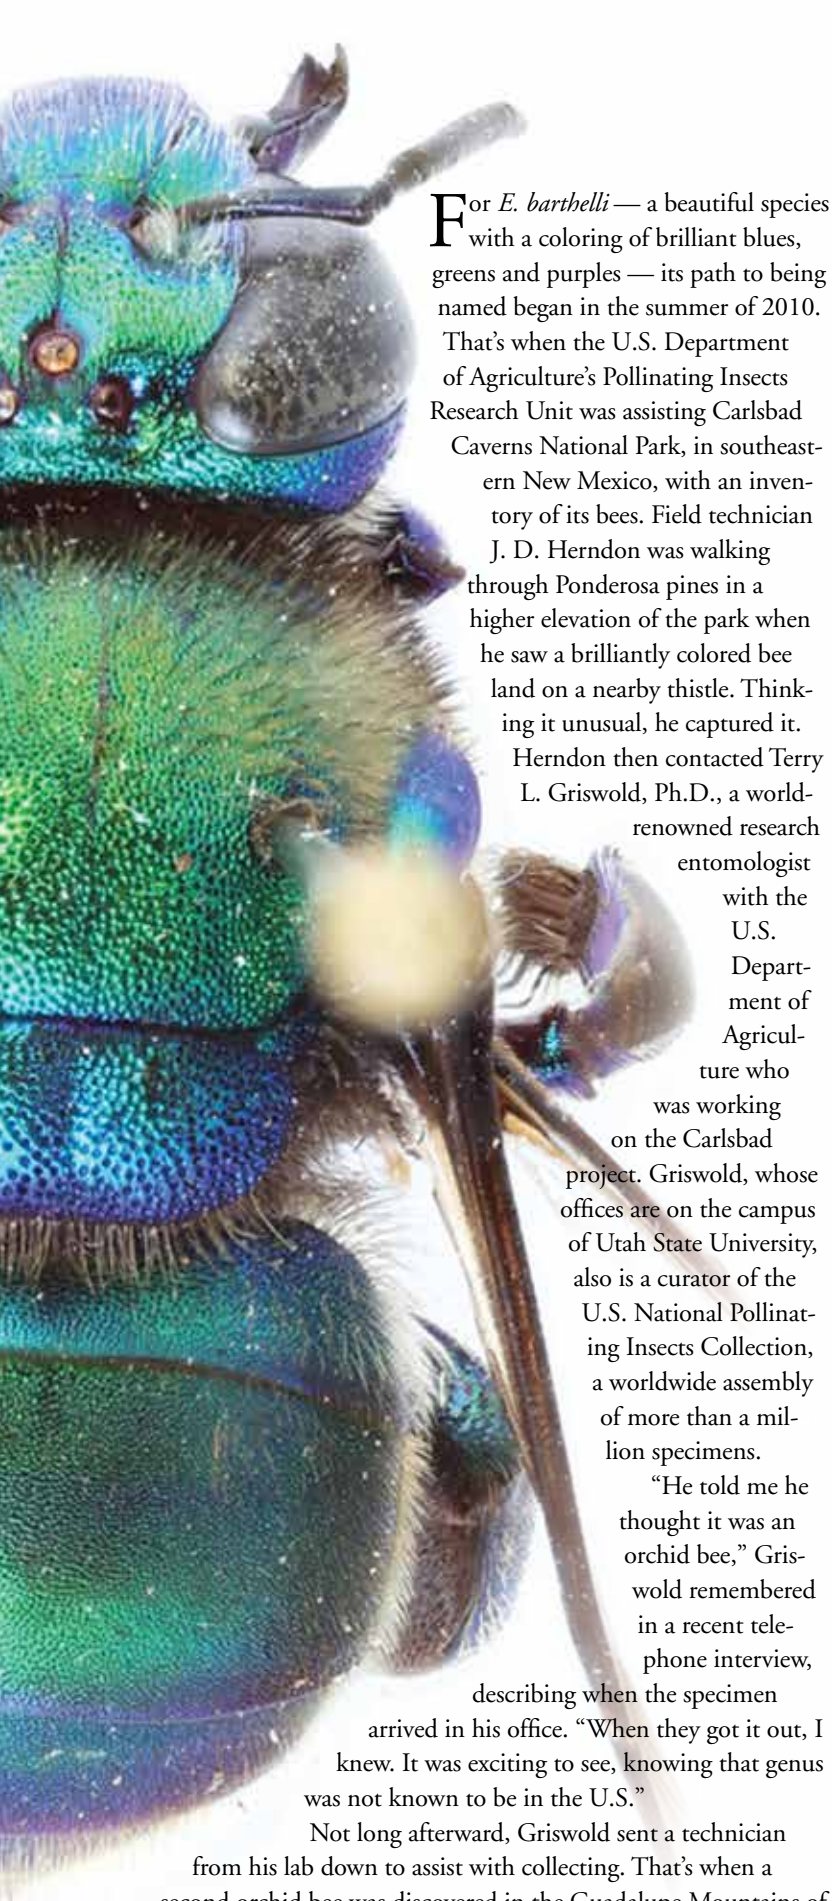 For E. barthelli — a beautiful species
with a coloring of brilliant blues,
greens and purples — its path to being
named began in the summer of 2010.
That’s when the U.S. Department
of Agriculture’s Pollinating Insects
Research Unit was assisting Carlsbad
Caverns National Park, in southeast-
ern New Mexico, with an inven-
tory of its bees. Field technician
J. D. Herndon was walking
through Ponderosa pines in a
higher elevation of the park when
he saw a brilliantly colored bee
land on a nearby thistle. Think-
ing it unusual, he captured it.
Herndon then contacted Terry
L. Griswold, Ph.D., a world-
renowned research
entomologist
with the
U.S.
Depart-
ment of
Agricul-
ture who
was working
on the Carlsbad
project. Griswold, whose
offices are on the campus
of Utah State University,
also is a curator of the
U.S. National Pollinat-
ing Insects Collection,
a worldwide assembly
of more than a mil-
lion specimens.
“He told me he
thought it was an
orchid bee,” Gris-
wold remembered
in a recent tele-
phone interview,
describing when the specimen
arrived in his office. “When they got it out, I
knew. It was exciting to see, knowing that genus
was not known to be in the U.S.”
Not long afterward, Griswold sent a technician
from his lab down to assist with collecting. That’s when a
second orchid bee was discovered in the Guadalupe Mountains of